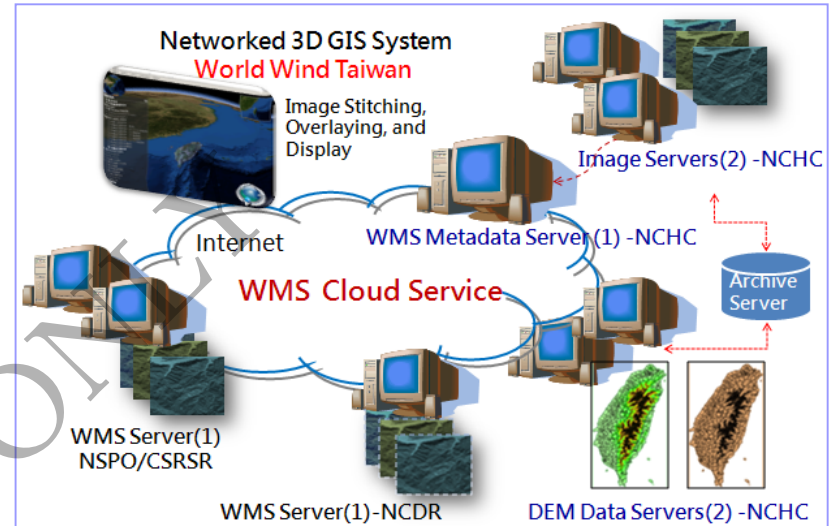 Networked 3D GIS System
World Wind Taiwan
Image Stitching,
Overlaying, and
Display
Image Servers(2) -NCHC
WMS Metadata Server (1) -NCHC
Internet
WMS Cloud Service
Archive
Server
WMS Server(1)
NSPO/CSRSR
WMS Server(1)-NCDR
DEM Data Servers(2) -NCHC
ONLY